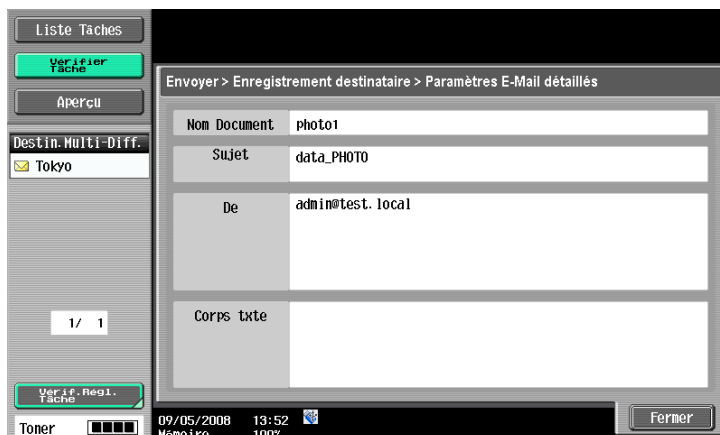 Liste Tâches
Vérifier
Tâche
Aperçu
Destin.Multi-Diff.
Tokyo
1/ 1
Vérif.Régl.
Tâche
Toner
Envoyer > Enregistrement destinataire > Paramètres E-Mail détaillés
Nom Document photo1
Sujet data_PHOTO
De admin@test.local
Corps txte
Fermer
09/05/2008 13:52
Mémoire 100%